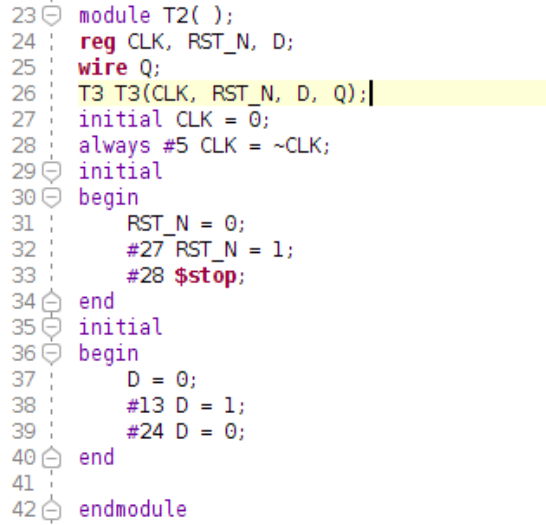 23 module T2( );
24 reg CLK, RST_N, D;
25 wire Q;
26 T3 T3(CLK, RST_N, D, Q);
27 initial CLK = 0;
28 always #5 CLK = ~CLK;
29 initial
30 begin
31     RST_N = 0;
32     #27 RST_N = 1;
33     #28 $stop;
34 end
35 initial
36 begin
37     D = 0;
38     #13 D = 1;
39     #24 D = 0;
40 end
41
42 endmodule